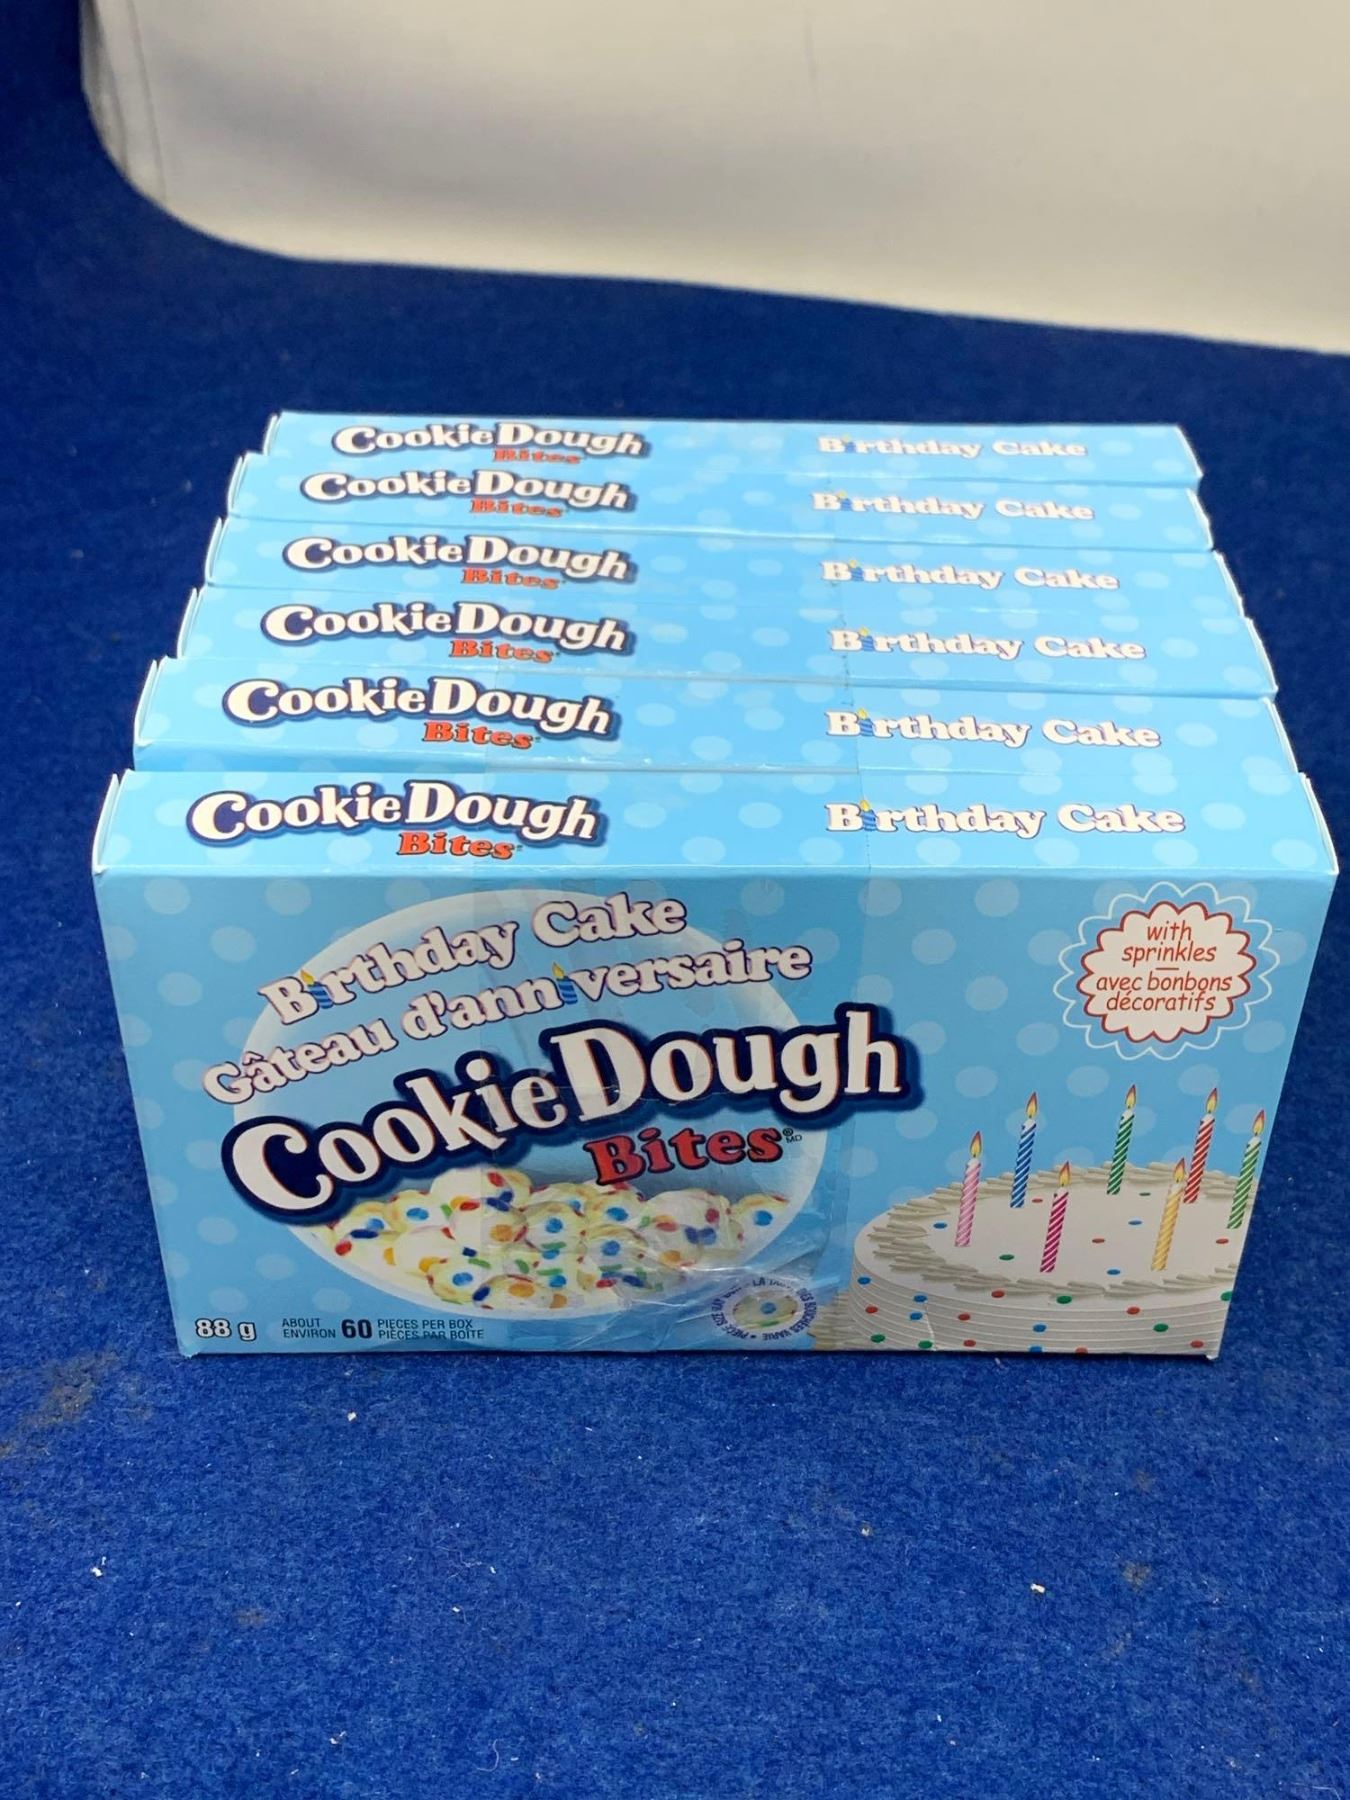 CookieDough
Bites
Birthday Cake
CookieDough
Bites
Birthday Cake
CookieDough
Bites
Birthday Cake
CookieDough
Bites
Birthday Cake
CookieDough
Bites
Birthday Cake
CookieDough
Bites
Birthday Cake
Birthday Cake
Gâteau d'anniversaire
CookieDough
Bites®
MD
with
sprinkles
avec bonbons
décoratifs
88 g
ABOUT
ENVIRON
60
PIECES PER BOX
PIÈCES PAR BOÎTE